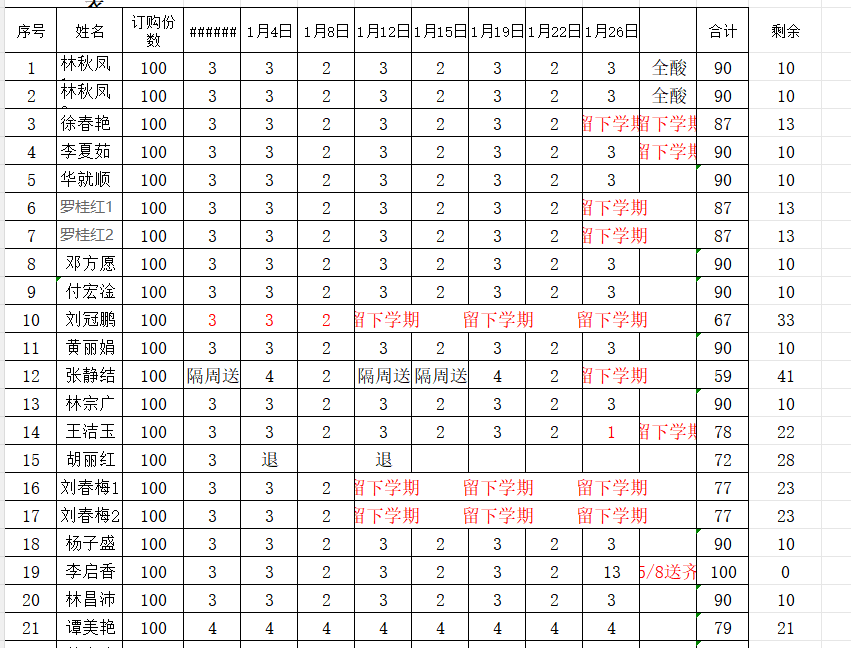 序号 姓名 订购份数 ###### 1月4日 1月8日 1月12日 1月15日 1月19日 1月22日 1月26日 合计 剩余
1 林秋凤 100 3 3 2 3 2 3 2 3 全酸 90 10
2 林秋凤 100 3 3 2 3 2 3 2 3 全酸 90 10
3 徐春艳 100 3 3 2 3 2 3 2 留下学期 留下学期 87 13
4 李夏茹 100 3 3 2 3 2 3 2 3 留下学期 90 10
5 华就顺 100 3 3 2 3 2 3 2 3 90 10
6 罗桂红1 100 3 3 2 3 2 3 2 留下学期 87 13
7 罗桂红2 100 3 3 2 3 2 3 2 留下学期 87 13
8 邓方愿 100 3 3 2 3 2 3 2 3 90 10
9 付宏淦 100 3 3 2 3 2 3 2 3 90 10
10 刘冠鹏 100 3 3 2 留下学期 留下学期 留下学期 67 33
11 黄丽娟 100 3 3 2 3 2 3 2 3 90 10
12 张静结 100 隔周送 4 2 隔周送 隔周送 4 2 留下学期 59 41
13 林宗广 100 3 3 2 3 2 3 2 3 90 10
14 王洁玉 100 3 3 2 3 2 3 2 1 留下学期 78 22
15 胡丽红 100 3 退 退 72 28
16 刘春梅1 100 3 3 2 留下学期 留下学期 留下学期 77 23
17 刘春梅2 100 3 3 2 留下学期 留下学期 留下学期 77 23
18 杨子盛 100 3 3 2 3 2 3 2 3 90 10
19 李启香 100 3 3 2 3 2 3 2 13 5/8送齐 100 0
20 林昌沛 100 3 3 2 3 2 3 2 3 90 10
21 谭美艳 100 4 4 4 4 4 4 4 4 79 21